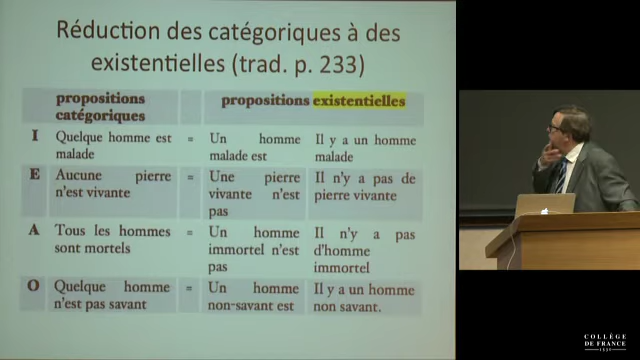 Réduction des catégoriques à des
existentielles (trad. p. 233)
propositions catégoriques
propositions existentielles
I Quelque homme est malade = Un homme malade est Il y a un homme malade
E Aucune pierre n'est vivante = Une pierre vivante n'est pas Il n'y a pas de pierre vivante
A Tous les hommes sont mortels = Un homme immortel n'est pas Il n'y a pas d'homme immortel
O Quelque homme n'est pas savant = Un homme non-savant est Il y a un homme non savant.
COLLÈGE
DE FRANCE
1530